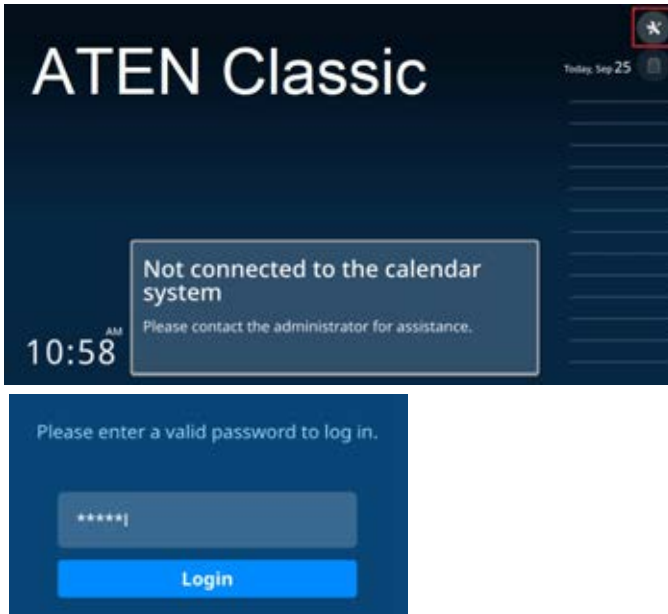 ATEN Classic
Today, Sep 25
Not connected to the calendar
system
Please contact the administrator for assistance.
AM
10:58
Please enter a valid password to log in.
*****
Login